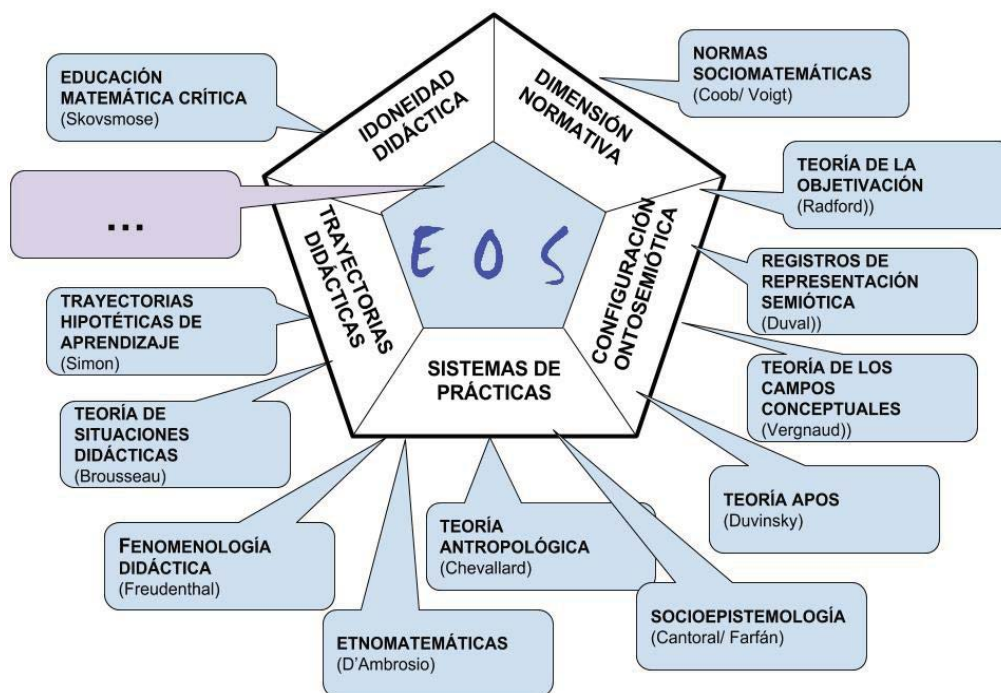 EDUCACIÓN
MATEMÁTICA CRÍTICA
(Skovsmose)
NORMAS
SOCIOMATEMÁTICAS
(Coob/ Voigt)
IDONEIDAD
DIDÁCTICA
DIMENSIÓN
NORMATIVA
TEORÍA DE LA
OBJETIVACIÓN
(Radford))
...
TRAYECTORIAS
DIDÁCTICAS
E O S
CONFIGURACIÓN
ONTOSEMIÓTICA
REGISTROS DE
REPRESENTACIÓN
SEMIÓTICA
(Duval))
TRAYECTORIAS
HIPOTÉTICAS DE
APRENDIZAJE
(Simon)
SISTEMAS DE
PRÁCTICAS
TEORÍA DE LOS
CAMPOS
CONCEPTUALES
(Vergnaud))
TEORÍA DE
SITUACIONES
DIDÁCTICAS
(Brousseau)
TEORÍA APOS
(Duvinsky)
FENOMENOLOGÍA
DIDÁCTICA
(Freudenthal)
TEORÍA
ANTROPOLÓGICA
(Chevallard)
SOCIOEPISTEMOLOGÍA
(Cantoral/ Farfán)
ETNOMATEMÁTICAS
(D'Ambrosio)